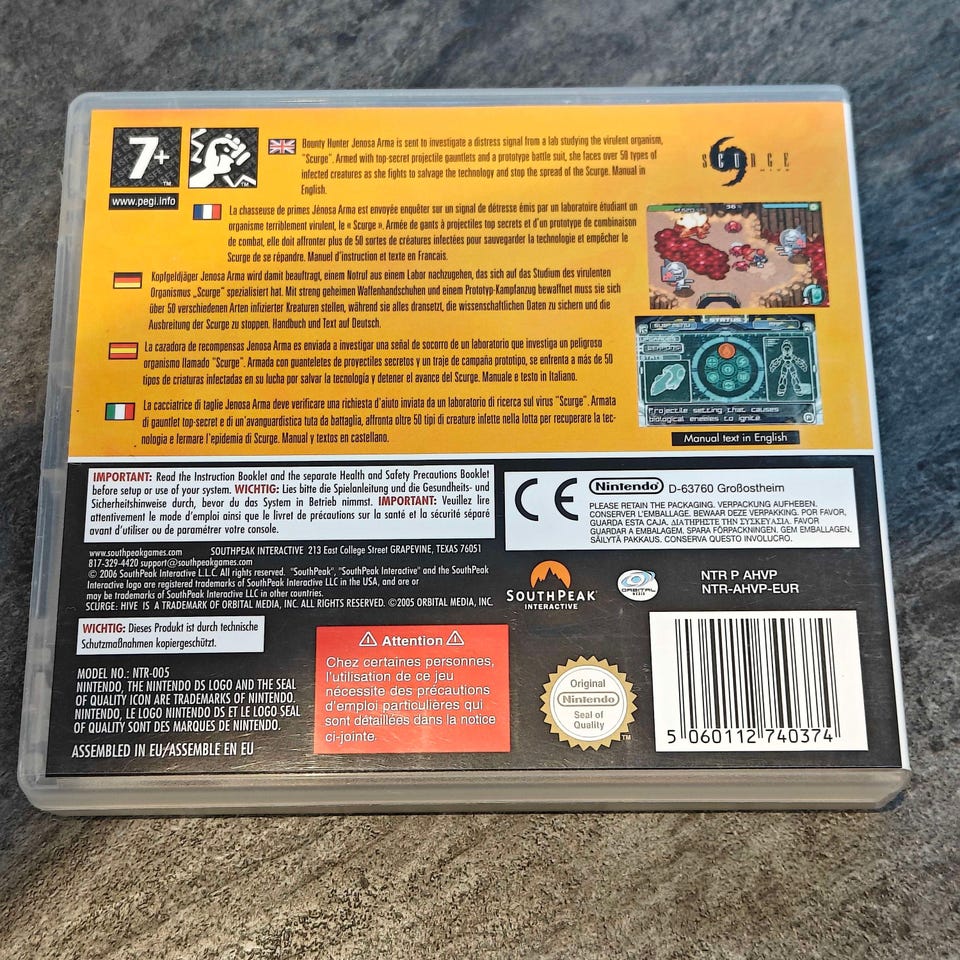 7+
TM
TM
www.pegi.info
Bounty Hunter Jenosa Arma is sent to investigate a distress signal from a lab studying the virulent organism,
"Scurge". Armed with top-secret projectile gauntlets and a prototype battle suit, she faces over 50 types of
infected creatures as she fights to salvage the technology and stop the spread of the Scurge. Manual in
English.
La chasseuse de primes Jénosa Arma est envoyée enquêter sur un signal de détresse émis par un laboratoire étudiant un
organisme terriblement virulent, le « Scurge ». Armée de gants à projectiles top secrets et d'un prototype de combinaison
de combat, elle doit affronter plus de 50 sortes de créatures infectées pour sauvegarder la technologie et empêcher le
Scurge de se répandre. Manuel d'instruction et texte en Francais.
Kopfgeldjäger Jenosa Arma wird damit beauftragt, einem Notruf aus einem Labor nachzugehen, das sich auf das Studium des virulenten
Organismus „Scurge" spezialisiert hat. Mit streng geheimen Waffenhandschuhen und einem Prototyp-Kampfanzug bewaffnet muss sie sich
über 50 verschiedenen Arten infizierter Kreaturen stellen, während sie alles dransetzt, die wissenschaftlichen Daten zu sichern und die
Ausbreitung der Scurge zu stoppen. Handbuch und Text auf Deutsch.
La cazadora de recompensas Jenosa Arma es enviada a investigar una señal de socorro de un laboratorio que investiga un peligroso
organismo llamado "Scurge". Armada con guanteletes de proyectiles secretos y un traje de campaña prototipo, se enfrenta a más de 50
tipos de criaturas infectadas en su lucha por salvar la tecnología y detener el avance del Scurge. Manuale e testo in Italiano.
La cacciatrice di taglie Jenosa Arma deve verificare una richiesta d'aiuto inviata da un laboratorio di ricerca sul virus "Scurge". Armata
di gauntlet top-secret e di un'avanguardistica tuta da battaglia, affronta oltre 50 tipi di creature infette nella lotta per recuperare la tec-
nologia e fermare l'epidemia di Scurge. Manual y textos en castellano.
SCURGE
HIVE
STATUS
SUB MENU
MAP
WEAPONS
STATS
Projectile setting that causes
biological enemies to ignite
Manual text in English
IMPORTANT: Read the Instruction Booklet and the separate Health and Safety Precautions Booklet
before setup or use of your system. WICHTIG: Lies bitte die Spielanleitung und die Gesundheits- und
Sicherheitshinweise durch, bevor du das System in Betrieb nimmst. IMPORTANT: Veuillez lire
attentivement le mode d'emploi ainsi que le livret de précautions sur la santé et la sécurité séparé
avant d'utiliser ou de paramétrer votre console.
CE
Nintendo D-63760 Großostheim
PLEASE RETAIN THE PACKAGING. VERPACKUNG AUFHEBEN.
CONSERVER L'EMBALLAGE. BEWAAR DEZE VERPAKKING. POR FAVOR,
GUARDA ESTA CAJA. ΔΙΑΤΗΡΗΣΤΕ ΤΗΝ ΣΥΣΚΕΥΑΣΙΑ. FAVOR
GUARDAR A EMBALAGEM. SPARA FÖRPACKNINGEN. GEM EMBALLAGEN.
SÄILYTÄ PAKKAUS. CONSERVA QUESTO INVOLUCRO.
www.southpeakgames.com SOUTHPEAK INTERACTIVE 213 East College Street GRAPEVINE, TEXAS 76051
817-329-4420 support@southpeakgames.com
© 2006 SouthPeak Interactive L.L.C. All rights reserved. "SouthPeak", "SouthPeak Interactive" and the SouthPeak
Interactive logo are registered trademarks of SouthPeak Interactive LLC in the USA, and are or
may be trademarks of SouthPeak Interactive LLC in other countries.
SCURGE: HIVE IS A TRADEMARK OF ORBITAL MEDIA, INC. ALL RIGHTS RESERVED. ©2005 ORBITAL MEDIA, INC.
SOUTHPEAK
INTERACTIVE
ORBITAL
MEDIA
NTR P AHVP
NTR-AHVP-EUR
WICHTIG: Dieses Produkt ist durch technische
Schutzmaßnahmen kopiergeschützt.
MODEL NO.: NTR-005
NINTENDO, THE NINTENDO DS LOGO AND THE SEAL
OF QUALITY ICON ARE TRADEMARKS OF NINTENDO.
NINTENDO, LE LOGO NINTENDO DS ET LE LOGO SEAL
OF QUALITY SONT DES MARQUES DE NINTENDO.
ASSEMBLED IN EU/ASSEMBLE EN EU
Attention
Chez certaines personnes,
l'utilisation de ce jeu
nécessite des précautions
d'emploi particulières qui
sont détaillées dans la notice
ci-jointe.
Original
Nintendo
Seal of
Quality
TM
5 060112 740374